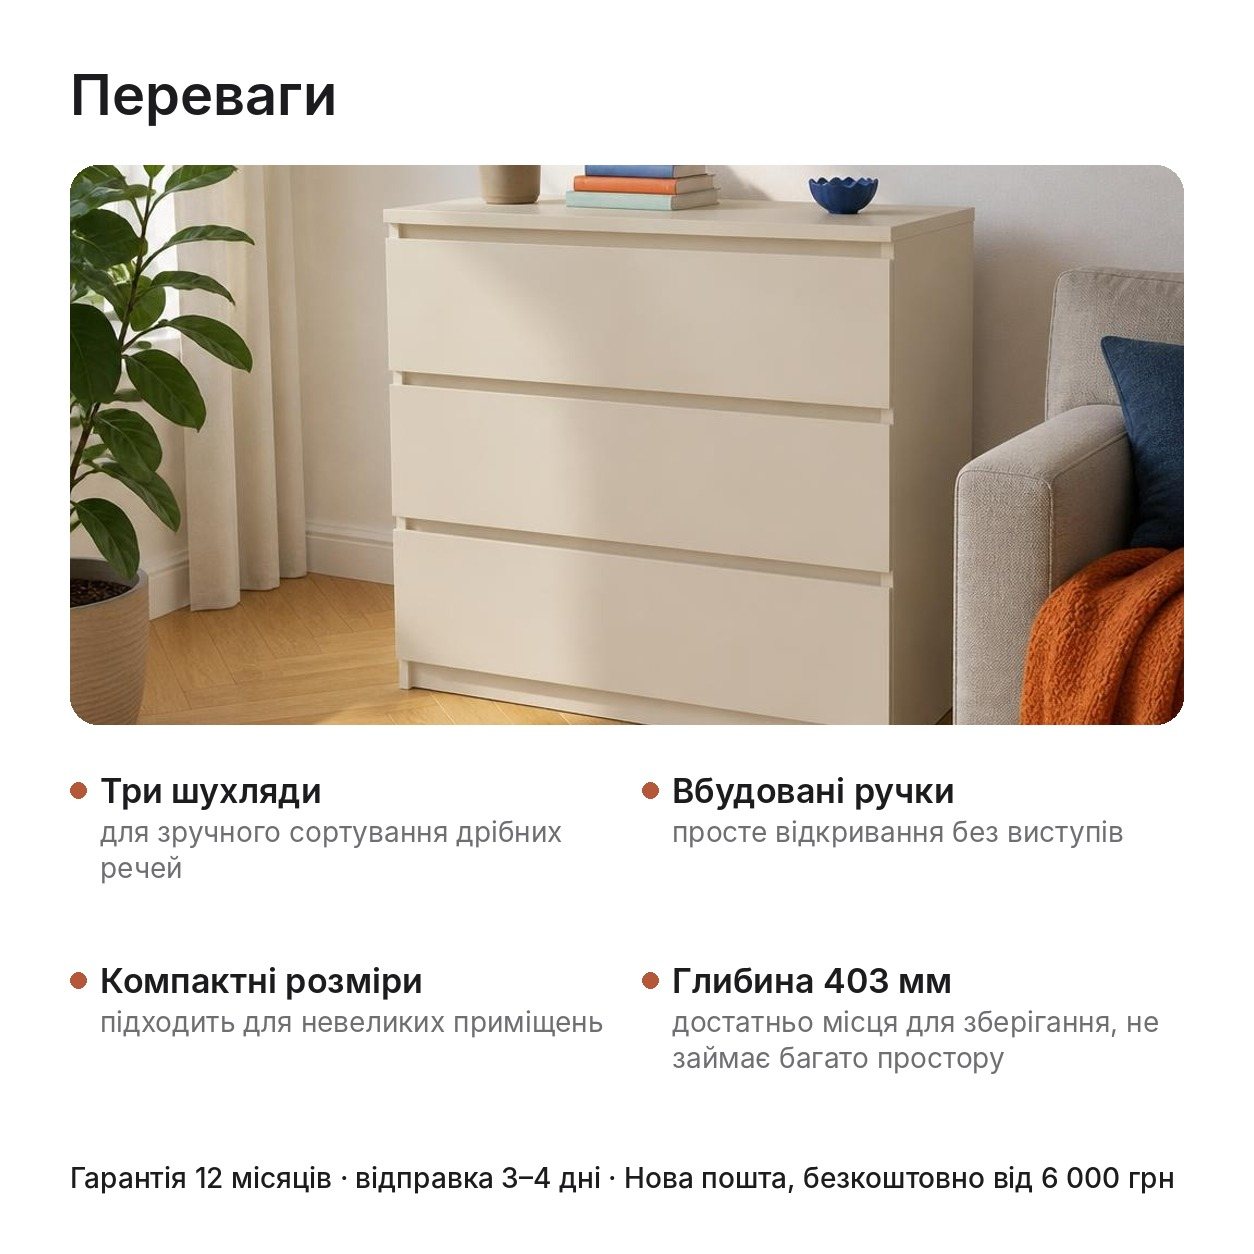 Переваги
Три шухляди
для зручного сортування дрібних
речей
Вбудовані ручки
просте відкривання без виступів
Компактні розміри
підходить для невеликих приміщень
Глибина 403 мм
достатньо місця для зберігання, не
займає багато простору
Гарантія 12 місяців · відправка 3–4 дні · Нова пошта, безкоштовно від 6 000 грн